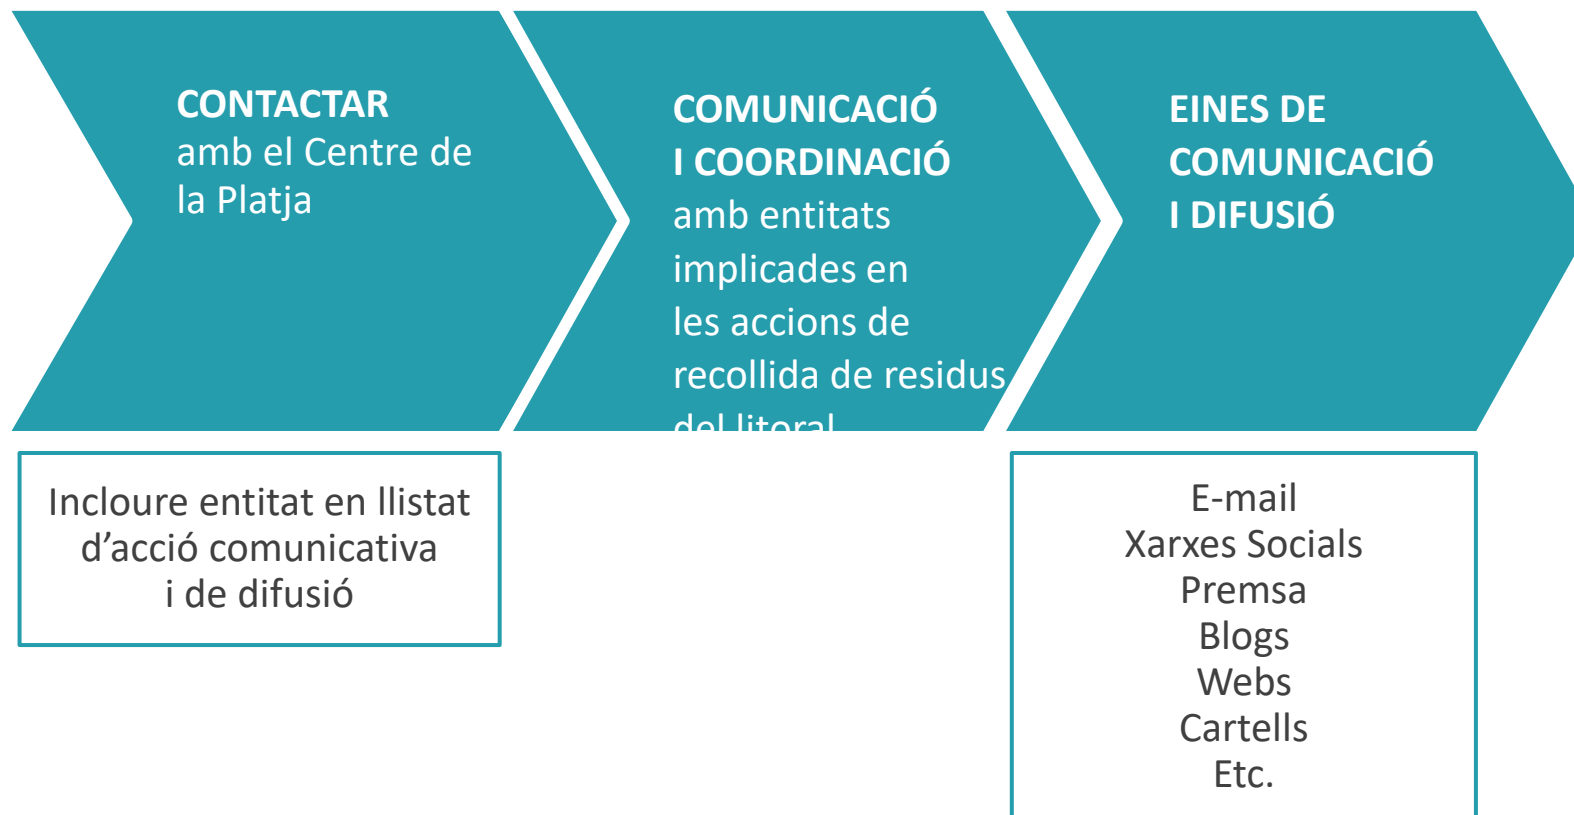 CONTACTAR
amb el Centre de
la Platja
COMUNICACIÓ
I COORDINACIÓ
amb entitats
implicades en
les accions de
recollida de residus
del litoral
EINES DE
COMUNICACIÓ
I DIFUSIÓ
Incloure entitat en llistat
d’acció comunicativa
i de difusió
E-mail
Xarxes Socials
Premsa
Blogs
Webs
Cartells
Etc.